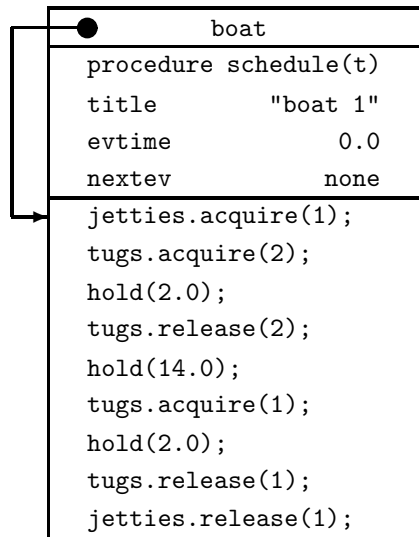 boat
procedure schedule(t)
title "boat 1"
evtime 0.0
nextev none
jetties.acquire(1);
tugs.acquire(2);
hold(2.0);
tugs.release(2);
hold(14.0);
tugs.acquire(1);
hold(2.0);
tugs.release(1);
jetties.release(1);